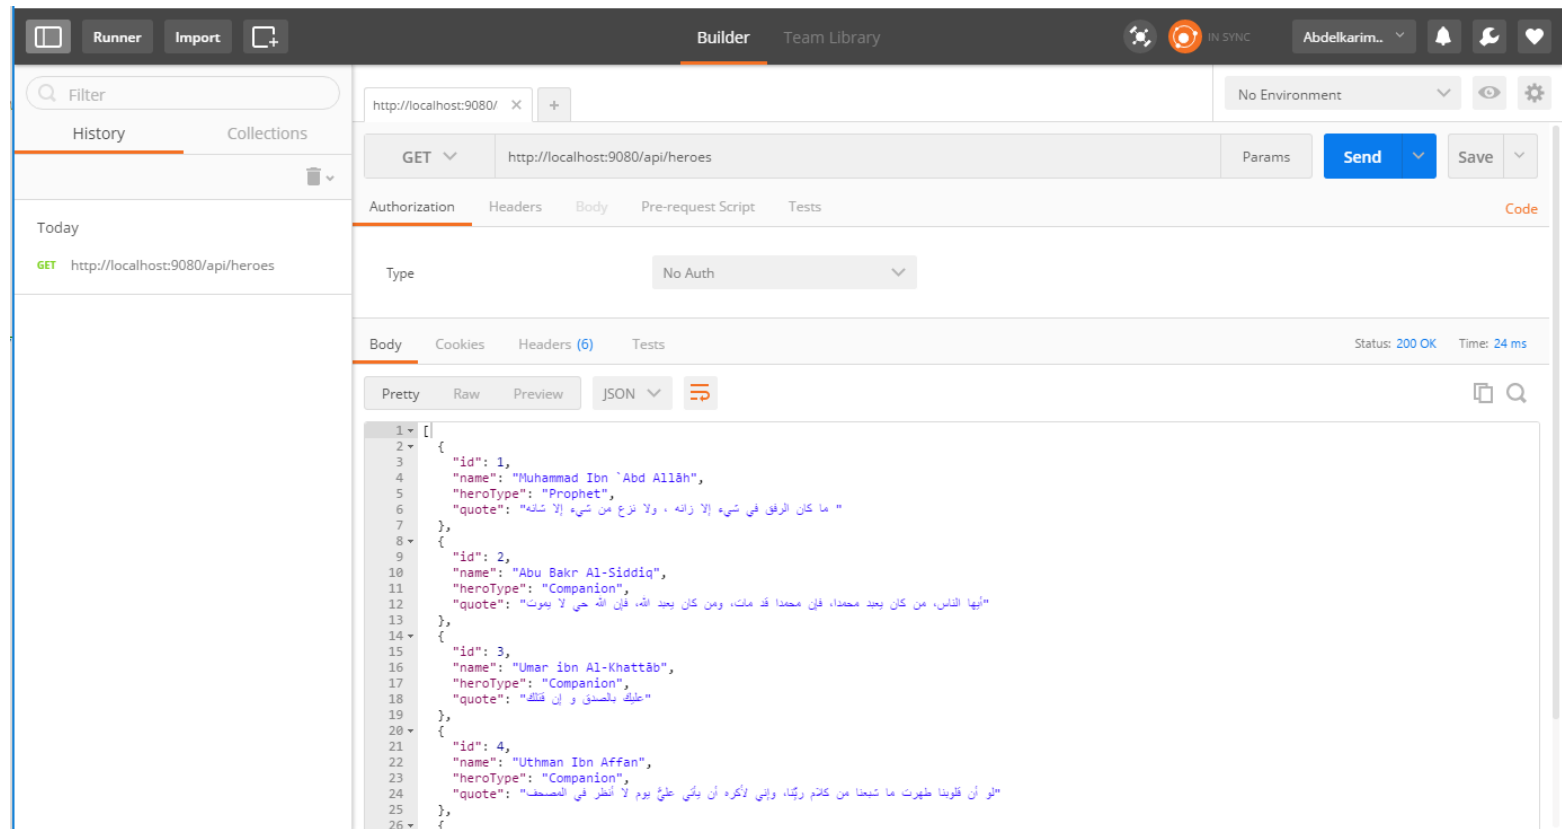 Runner Import Builder Team Library IN SYNC Abdelkarim..
Filter
http://localhost:9080/ × + No Environment
History Collections
GET http://localhost:9080/api/heroes Params Send Save
Authorization Headers Body Pre-request Script Tests Code
Today
GET http://localhost:9080/api/heroes
Type No Auth
Body Cookies Headers (6) Tests Status: 200 OK Time: 24 ms
Pretty Raw Preview JSON
1 [
2 {
3 "id": 1,
4 "name": "Muhammad Ibn `Abd Allāh",
5 "heroType": "Prophet",
6 "quote": "ما كان الرفق في شيء إلا زانه ، ولا نزع من شيء إلا شانه "
7 },
8 {
9 "id": 2,
10 "name": "Abu Bakr Al-Siddiq",
11 "heroType": "Companion",
12 "quote": "أيها الناس، من كان يعبد محمدا، فإن محمدا قد مات، ومن كان يعبد الله، فإن الله حي لا يموت"
13 },
14 {
15 "id": 3,
16 "name": "Umar ibn Al-Khattāb",
17 "heroType": "Companion",
18 "quote": "عليك بالصدق و إن قتلك"
19 },
20 {
21 "id": 4,
22 "name": "Uthman Ibn Affan",
23 "heroType": "Companion",
24 "quote": "لو أن قلوبنا طهرت ما شبعنا من كلام ربّنا، وإني لأكره أن يأتي عليَّ يوم لا أنظر في المصحف"
25 },
26 {